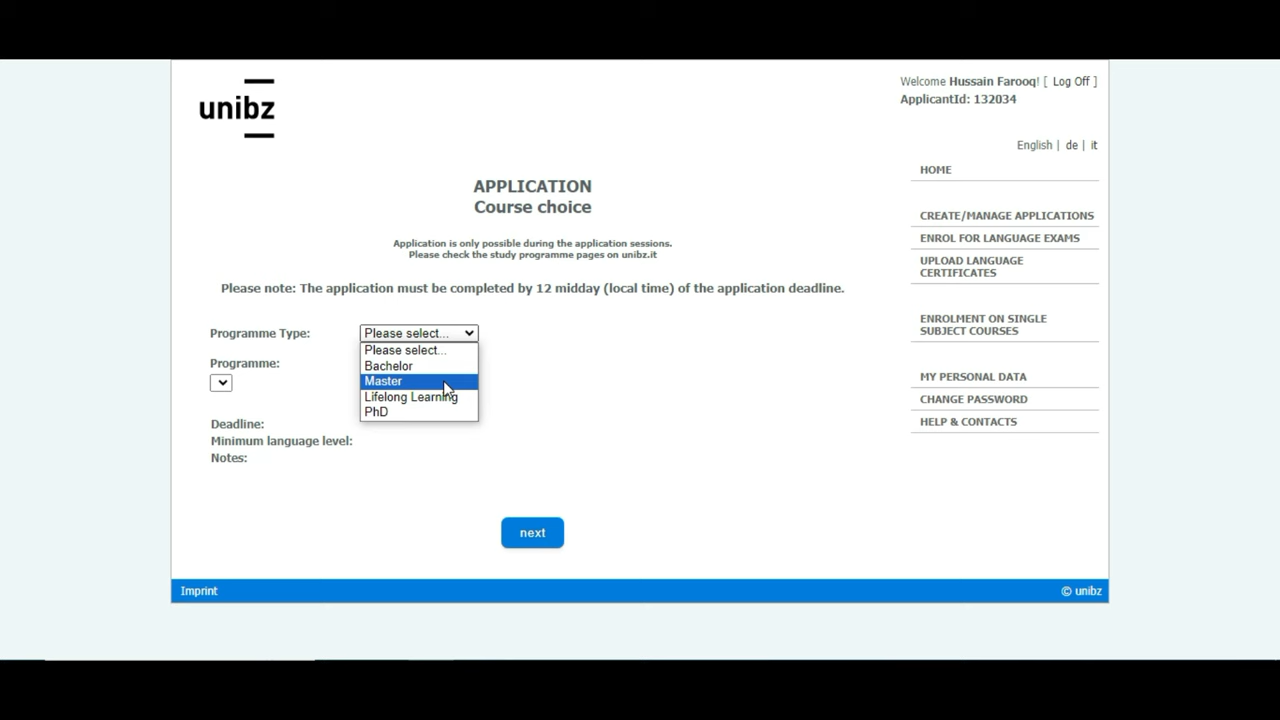 unibz
Welcome Hussain Farooq! [ Log Off ]
ApplicantId: 132034
English | de | it
HOME
CREATE/MANAGE APPLICATIONS
ENROL FOR LANGUAGE EXAMS
UPLOAD LANGUAGE
CERTIFICATES
ENROLMENT ON SINGLE
SUBJECT COURSES
MY PERSONAL DATA
CHANGE PASSWORD
HELP & CONTACTS
APPLICATION
Course choice
Application is only possible during the application sessions.
Please check the study programme pages on unibz.it
Please note: The application must be completed by 12 midday (local time) of the application deadline.
Programme Type: Please select...
Please select...
Bachelor
Master
Lifelong Learning
PhD
Programme:
Deadline:
Minimum language level:
Notes:
next
Imprint © unibz